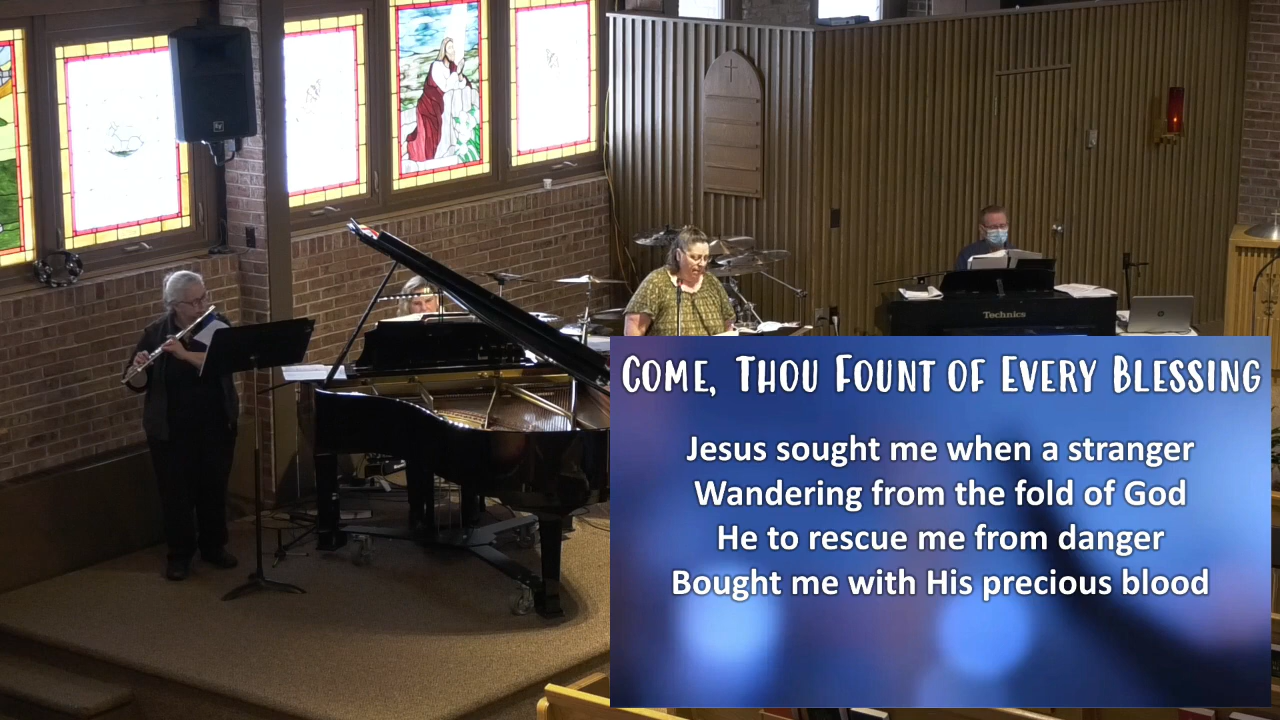 Technics
COME, THOU FOUNT OF EVERY BLESSING
Jesus sought me when a stranger
Wandering from the fold of God
He to rescue me from danger
Bought me with His precious blood